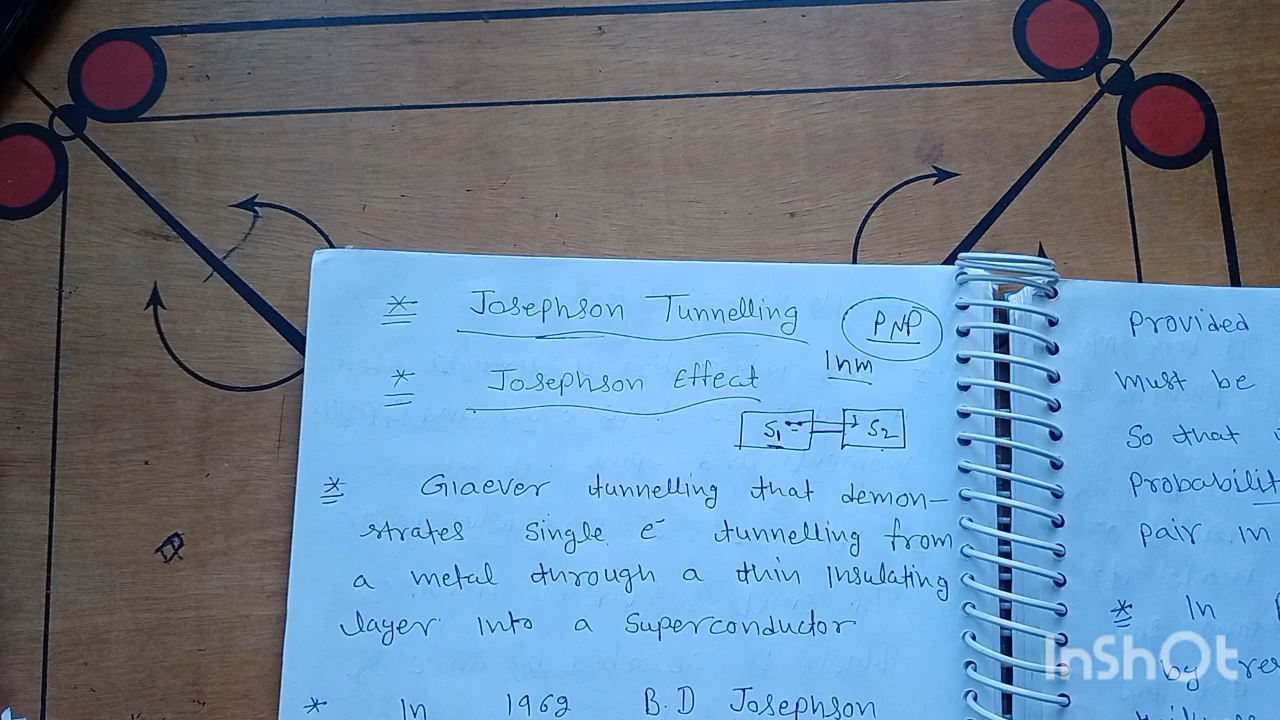 * Josephson Tunnelling PNP
* Josephson Effect 1nm
S1 S2
* Giaever tunnelling that demon-
strates single e- tunnelling from
a metal through a thin insulating
layer into a superconductor
* In 1962 B.D Josephson
Provided
must be
So that
Probabilit
pair in
* In
by res
InShOt